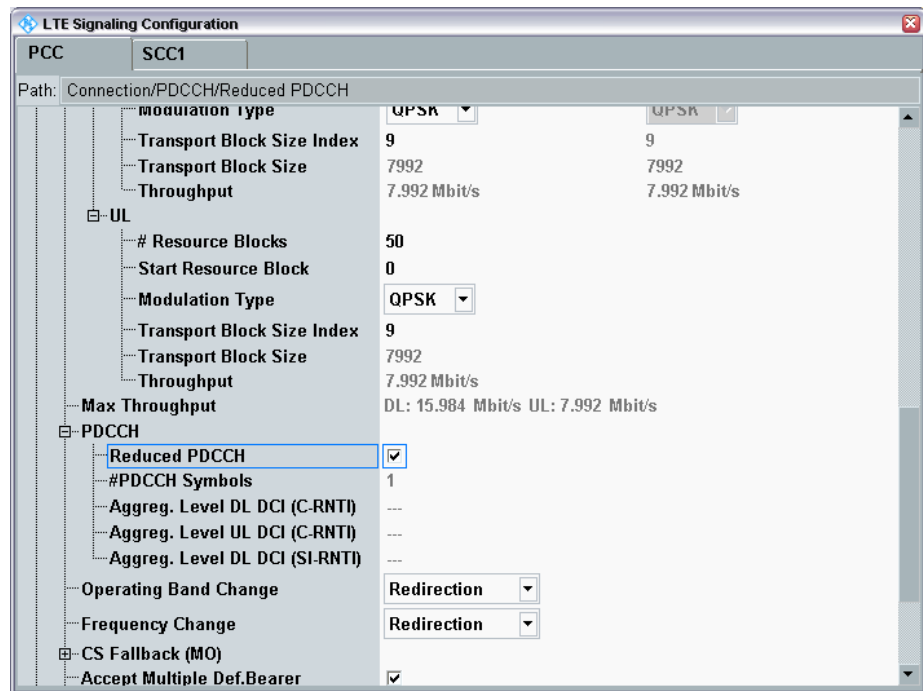 LTE Signaling Configuration
PCC SCC1
Path: Connection/PDCCH/Reduced PDCCH
Modulation Type QPSK QPSK
Transport Block Size Index 9 9
Transport Block Size 7992 7992
Throughput 7.992 Mbit/s 7.992 Mbit/s
UL
# Resource Blocks 50
Start Resource Block 0
Modulation Type QPSK
Transport Block Size Index 9
Transport Block Size 7992
Throughput 7.992 Mbit/s
Max Throughput DL: 15.984 Mbit/s UL: 7.992 Mbit/s
PDCCH
Reduced PDCCH
#PDCCH Symbols 1
Aggreg. Level DL DCI (C-RNTI) ---
Aggreg. Level UL DCI (C-RNTI) ---
Aggreg. Level DL DCI (SI-RNTI) ---
Operating Band Change Redirection
Frequency Change Redirection
CS Fallback (MO)
Accept Multiple Def.Bearer